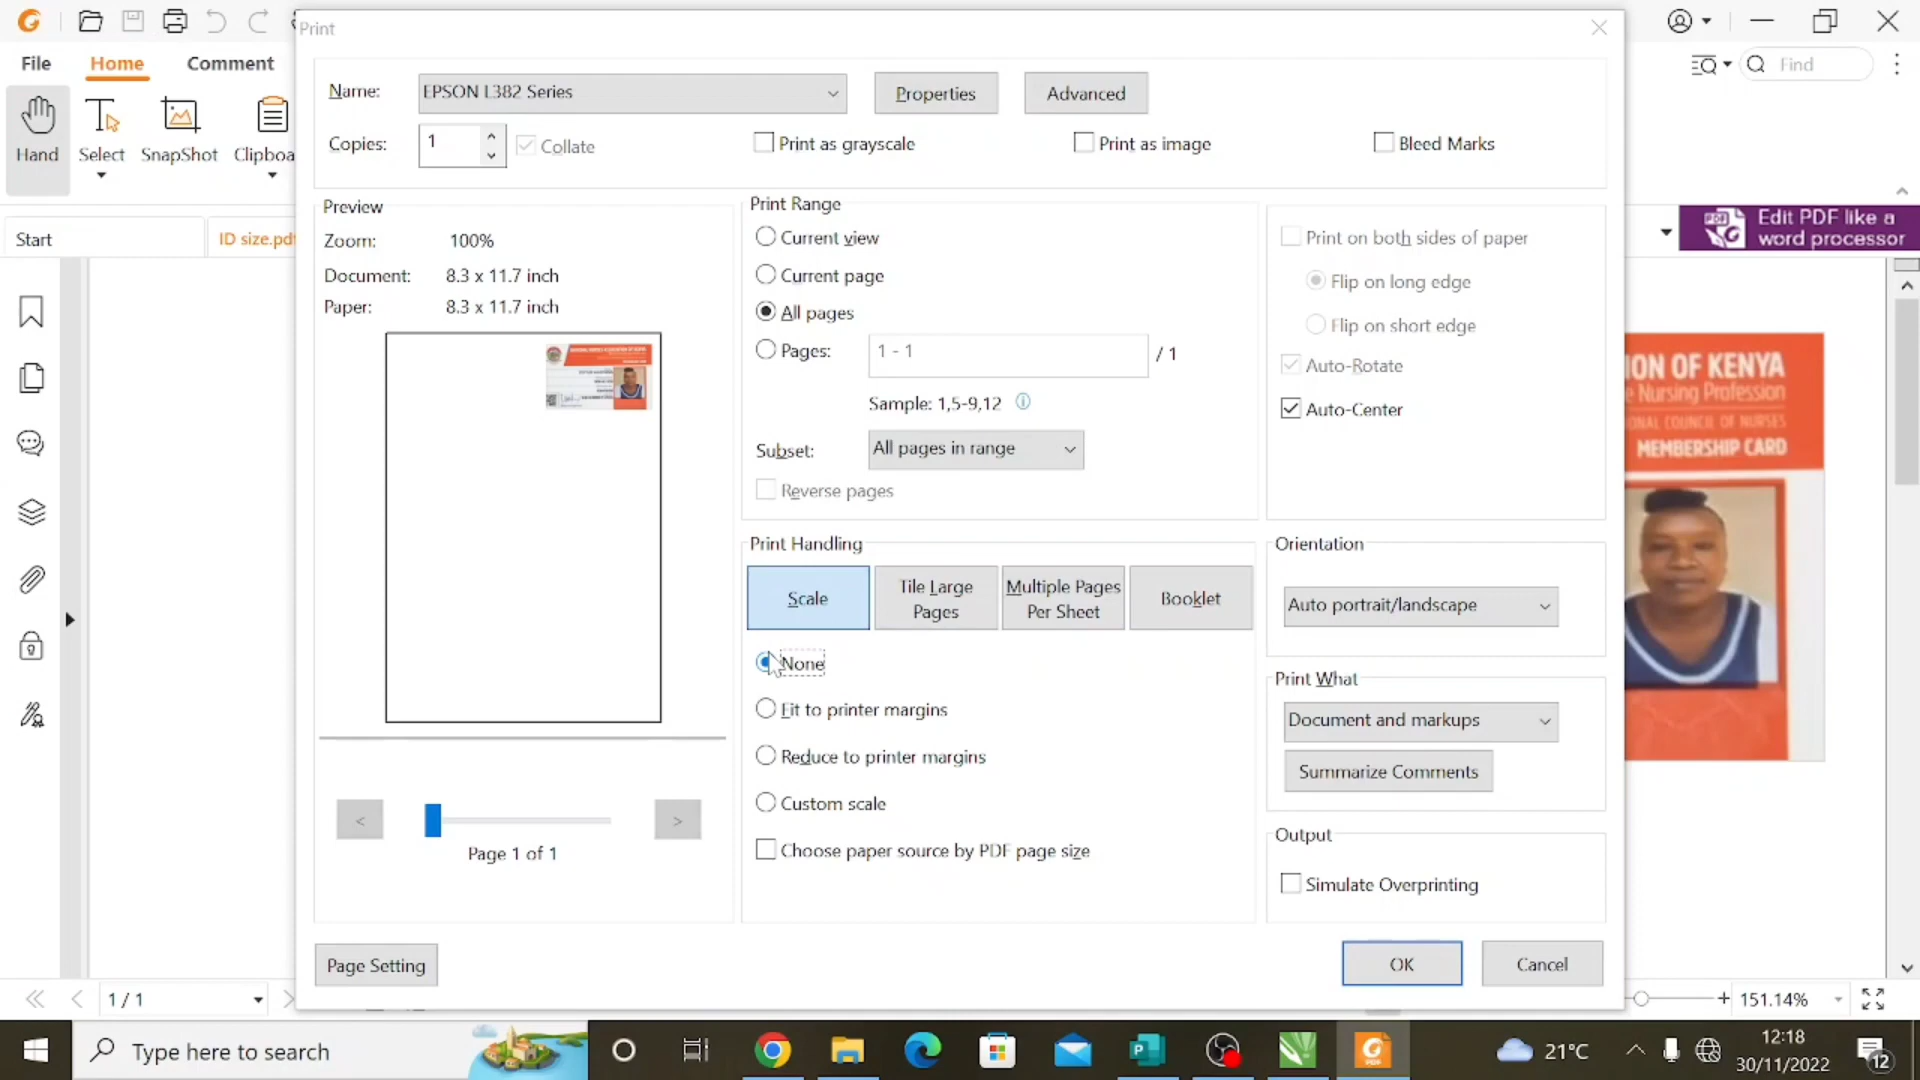 Print
File
Home
Comment
Find
Hand
Select
SnapShot
Clipboa
Start
ID size.pdf
Edit PDF like a
word processor
Name:
EPSON L382 Series
Properties
Advanced
Copies:
1
Collate
Print as grayscale
Print as image
Bleed Marks
Preview
Zoom: 100%
Document: 8.3 x 11.7 inch
Paper: 8.3 x 11.7 inch
<
>
Page 1 of 1
Print Range
Current view
Current page
All pages
Pages:
1 - 1
/ 1
Sample: 1,5-9,12
Subset:
All pages in range
Reverse pages
Print on both sides of paper
Flip on long edge
Flip on short edge
Auto-Rotate
Auto-Center
Print Handling
Scale
Tile Large
Pages
Multiple Pages
Per Sheet
Booklet
None
Fit to printer margins
Reduce to printer margins
Custom scale
Choose paper source by PDF page size
Orientation
Auto portrait/landscape
Print What
Document and markups
Summarize Comments
Output
Simulate Overprinting
Page Setting
OK
Cancel
ION OF KENYA
e Nursing Profession
ONAL COUNCIL OF NURSES
MEMBERSHIP CARD
1 / 1
151.14%
Type here to search
21°C
12:18
30/11/2022
12